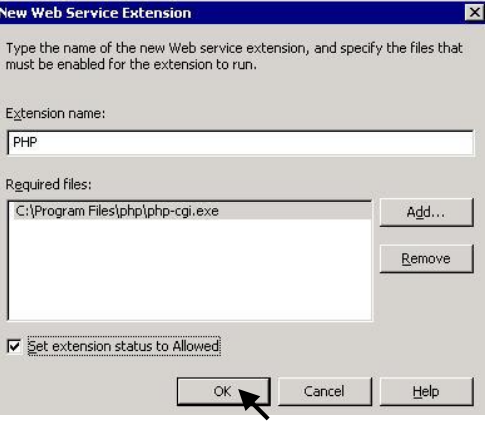 New Web Service Extension
Type the name of the new Web service extension, and specify the files that
must be enabled for the extension to run.
Extension name:
PHP
Required files:
C:\Program Files\php\php-cgi.exe
Add...
Remove
Set extension status to Allowed
OK Cancel Help